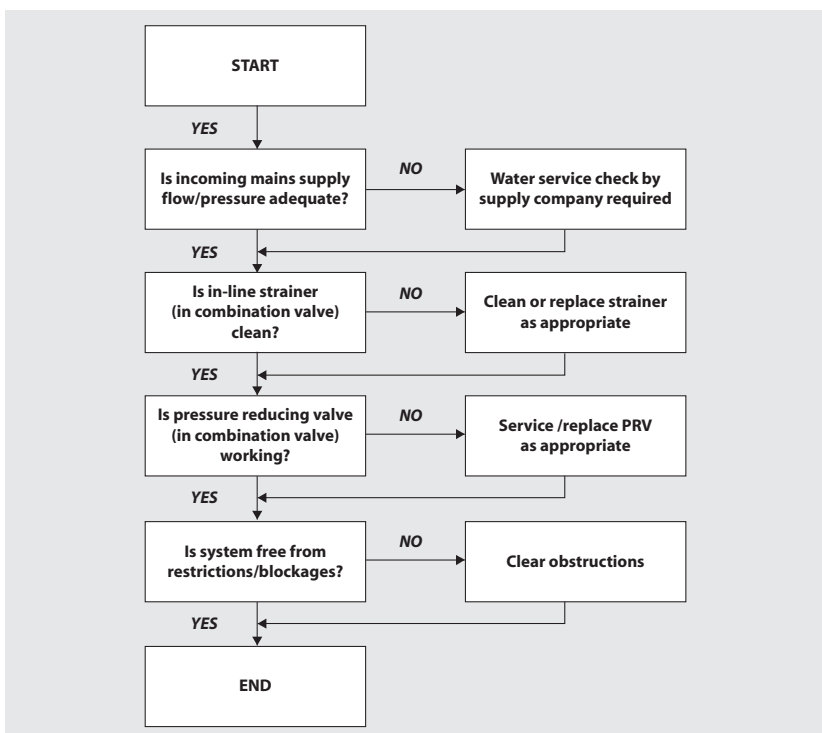 START
YES
Is incoming mains supply
flow/pressure adequate?
NO
Water service check by
supply company required
YES
Is in-line strainer
(in combination valve)
clean?
NO
Clean or replace strainer
as appropriate
YES
Is pressure reducing valve
(in combination valve)
working?
NO
Service /replace PRV
as appropriate
YES
Is system free from
restrictions/blockages?
NO
Clear obstructions
YES
END